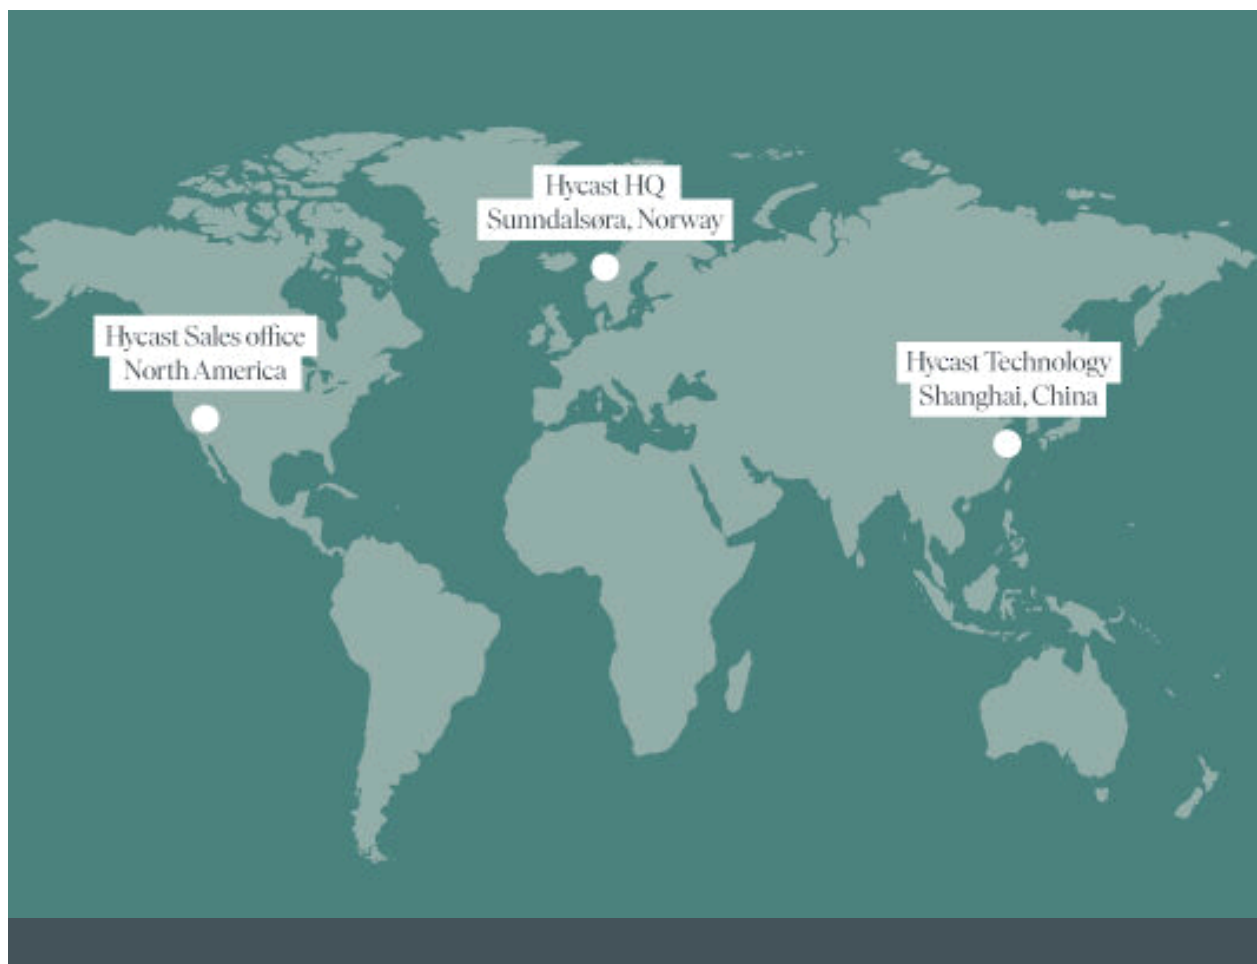 Hycast HQ
Sunndalsøra, Norway
Hycast Sales office
North America
Hycast Technology
Shanghai, China